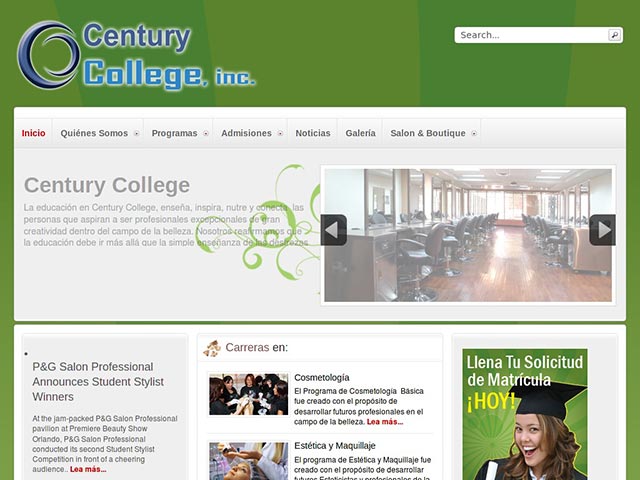 Century
College, inc.
Search...
Inicio
Quiénes Somos
Programas
Admisiones
Noticias
Galería
Salon & Boutique
Century College
La educación en Century College, enseña, inspira, nutre y conecta las
personas que aspiran a ser profesionales excepcionales de gran
creatividad dentro del campo de la belleza. Nosotros reafirmamos que
la educación debe ir más allá que la simple enseñanza de las destrezas
P&G Salon Professional
Announces Student Stylist
Winners
At the jam-packed P&G Salon Professional
pavilion at Premiere Beauty Show
Orlando, P&G Salon Professional
conducted its second Student Stylist
Competition in front of a cheering
audience.. Lea más...
Carreras en:
Cosmetología
El Programa de Cosmetología Básica
fue creado con el propósito de
desarrollar futuros profesionales en el
campo de la belleza. Lea más...
Estética y Maquillaje
El programa de Estética y Maquillaje fue
creado con el propósito de desarrollar
futuros Esteticistas y profesionales de la
Llena Tu Solicitud
de Matrícula
¡HOY!